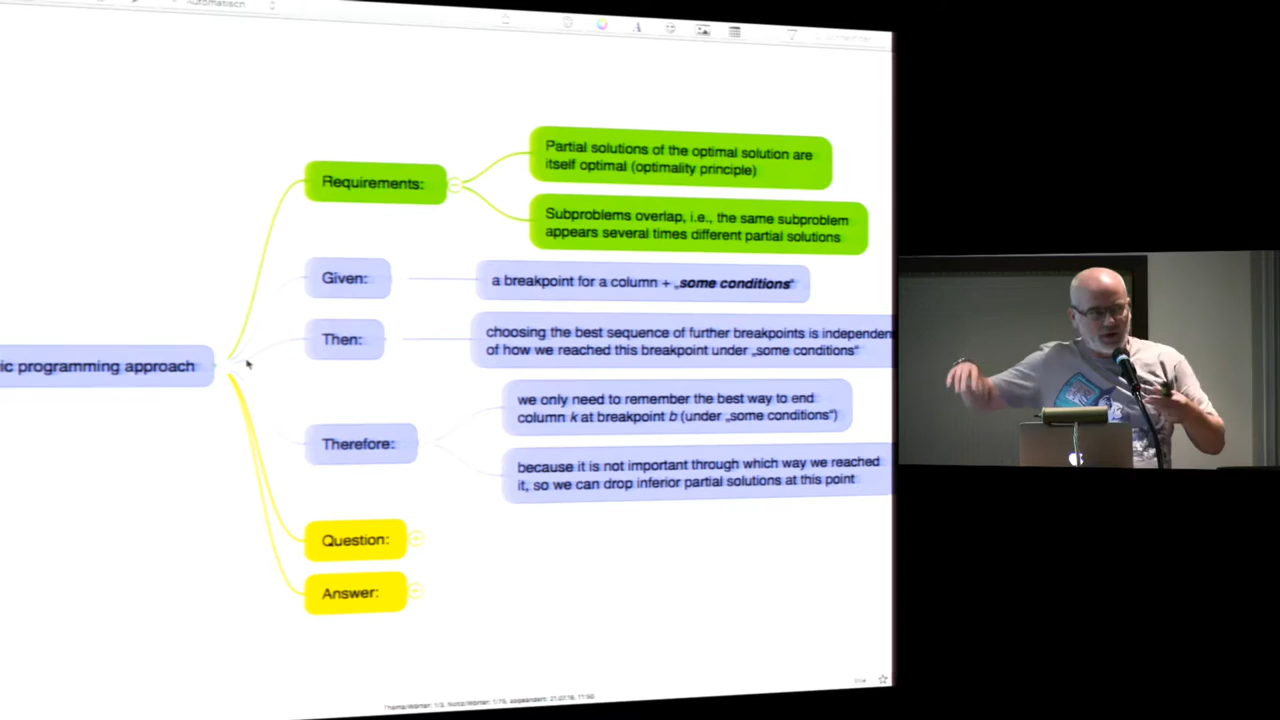 Automatisch
Requirements:
Partial solutions of the optimal solution are
itself optimal (optimality principle)
Subproblems overlap, i.e., the same subproblem
appears several times different partial solutions
Given:
a breakpoint for a column + „some conditions“
Then:
choosing the best sequence of further breakpoints is independen
of how we reached this breakpoint under „some conditions“
ic programming approach
Therefore:
we only need to remember the best way to end
column k at breakpoint b (under „some conditions“)
because it is not important through which way we reached
it, so we can drop inferior partial solutions at this point
Question:
Answer: